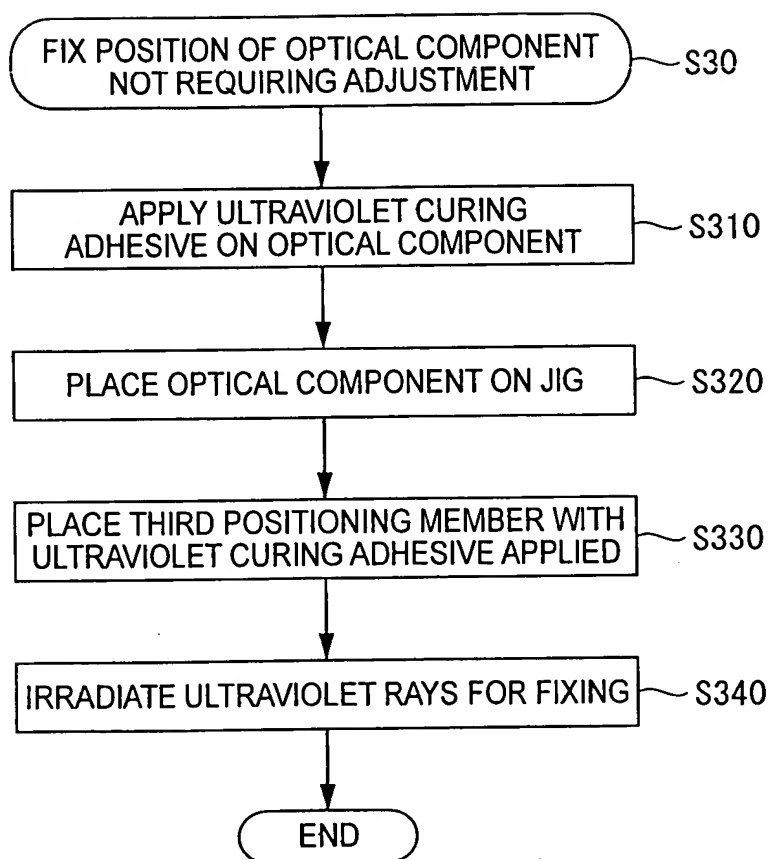 FIX POSITION OF OPTICAL COMPONENT
NOT REQUIRING ADJUSTMENT
S30
APPLY ULTRAVIOLET CURING
ADHESIVE ON OPTICAL COMPONENT
S310
PLACE OPTICAL COMPONENT ON JIG
S320
PLACE THIRD POSITIONING MEMBER WITH
ULTRAVIOLET CURING ADHESIVE APPLIED
S330
IRRADIATE ULTRAVIOLET RAYS FOR FIXING
S340
END